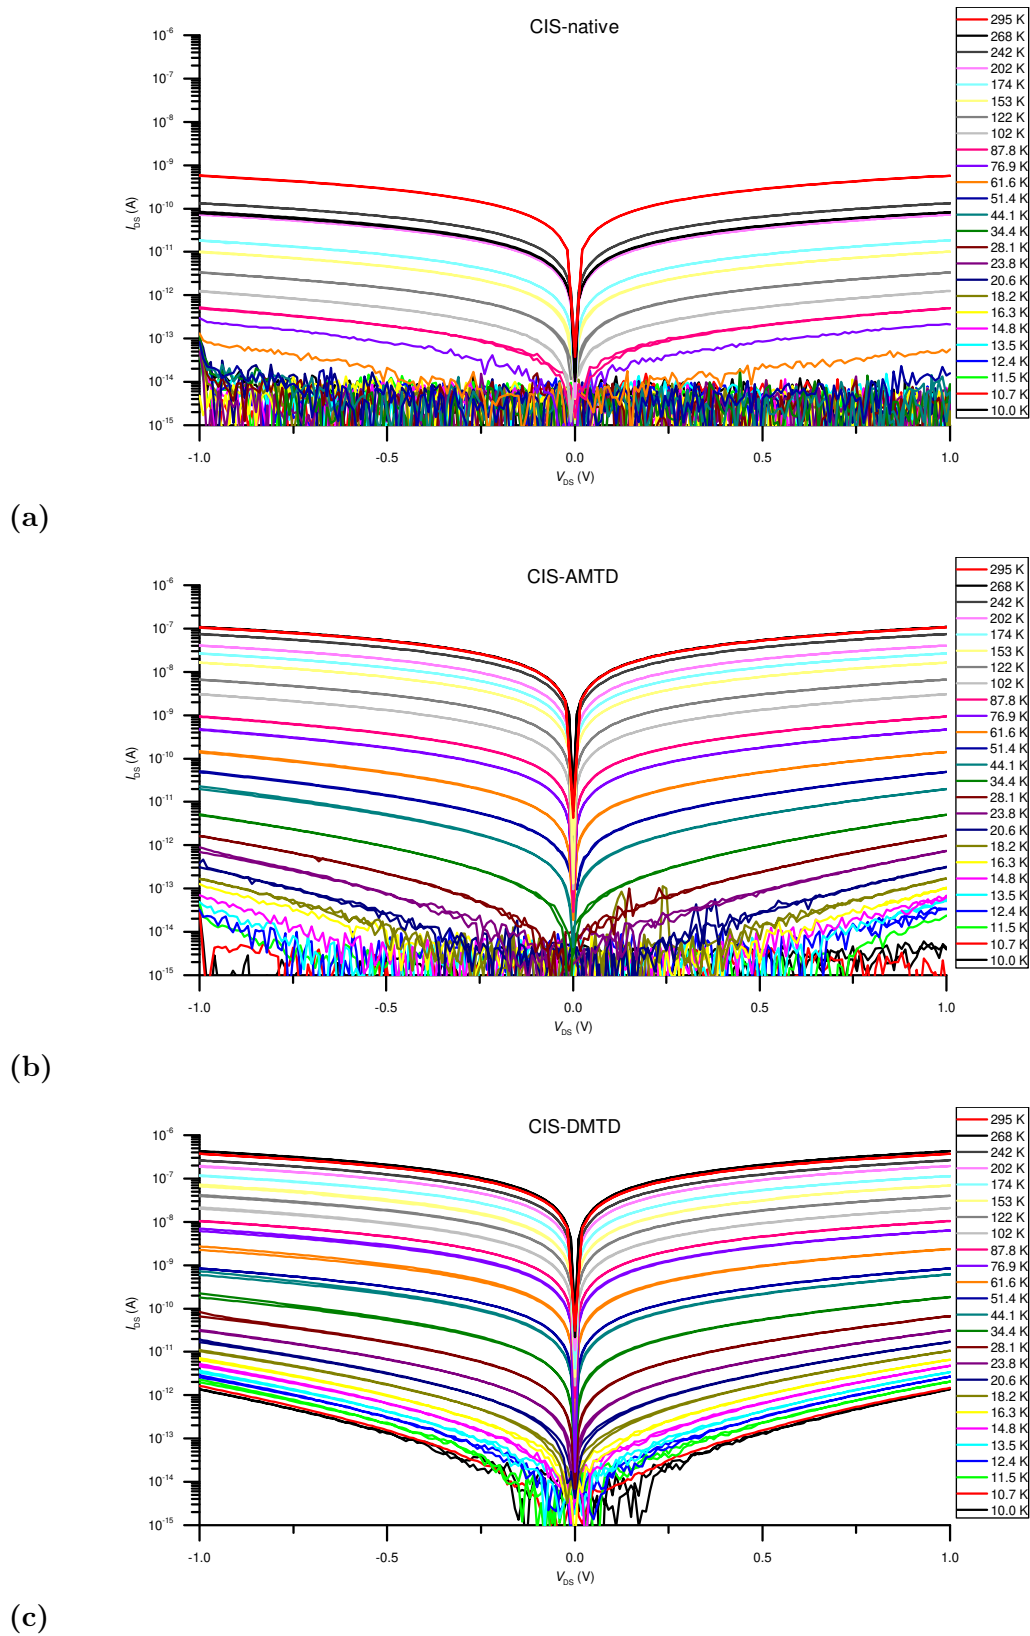 CIS-native
295 K
268 K
242 K
202 K
174 K
153 K
122 K
102 K
87.8 K
76.9 K
61.6 K
51.4 K
44.1 K
34.4 K
28.1 K
23.8 K
20.6 K
18.2 K
16.3 K
14.8 K
13.5 K
12.4 K
11.5 K
10.7 K
10.0 K
10⁻⁶
10⁻⁷
10⁻⁸
10⁻⁹
10⁻¹⁰
10⁻¹¹
10⁻¹²
10⁻¹³
10⁻¹⁴
10⁻¹⁵
I_DS (A)
-1.0 -0.5 0.0 0.5 1.0
V_DS (V)
(a)
CIS-AMTD
295 K
268 K
242 K
202 K
174 K
153 K
122 K
102 K
87.8 K
76.9 K
61.6 K
51.4 K
44.1 K
34.4 K
28.1 K
23.8 K
20.6 K
18.2 K
16.3 K
14.8 K
13.5 K
12.4 K
11.5 K
10.7 K
10.0 K
10⁻⁶
10⁻⁷
10⁻⁸
10⁻⁹
10⁻¹⁰
10⁻¹¹
10⁻¹²
10⁻¹³
10⁻¹⁴
10⁻¹⁵
I_DS (A)
-1.0 -0.5 0.0 0.5 1.0
V_DS (V)
(b)
CIS-DMTD
295 K
268 K
242 K
202 K
174 K
153 K
122 K
102 K
87.8 K
76.9 K
61.6 K
51.4 K
44.1 K
34.4 K
28.1 K
23.8 K
20.6 K
18.2 K
16.3 K
14.8 K
13.5 K
12.4 K
11.5 K
10.7 K
10.0 K
10⁻⁶
10⁻⁷
10⁻⁸
10⁻⁹
10⁻¹⁰
10⁻¹¹
10⁻¹²
10⁻¹³
10⁻¹⁴
10⁻¹⁵
I_DS (A)
-1.0 -0.5 0.0 0.5 1.0
V_DS (V)
(c)